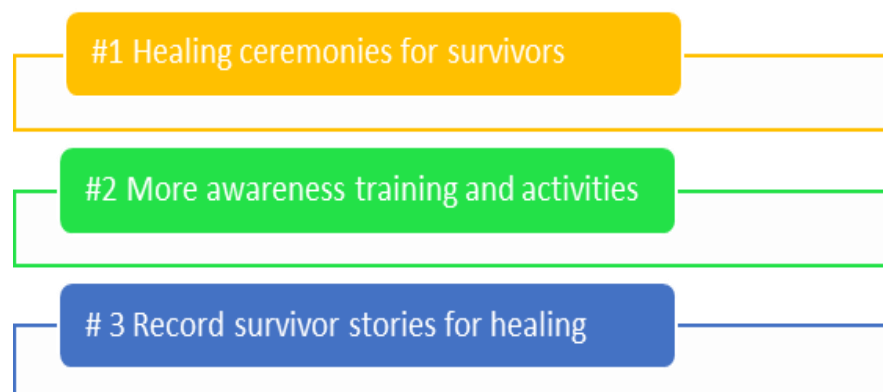 #1 Healing ceremonies for survivors
#2 More awareness training and activities
# 3 Record survivor stories for healing